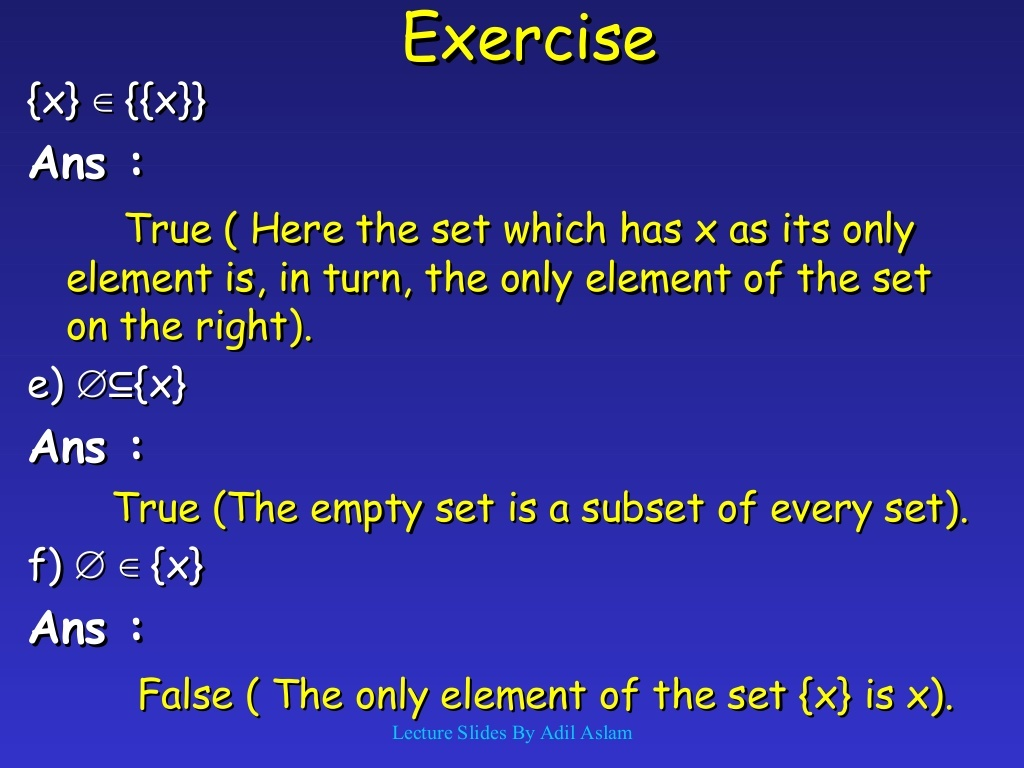 Exercise
{x} ∈ {{x}}
Ans :
True ( Here the set which has x as its only
element is, in turn, the only element of the set
on the right).
e) ∅⊆{x}
Ans :
True (The empty set is a subset of every set).
f) ∅ ∈ {x}
Ans :
False ( The only element of the set {x} is x).
Lecture Slides By Adil Aslam